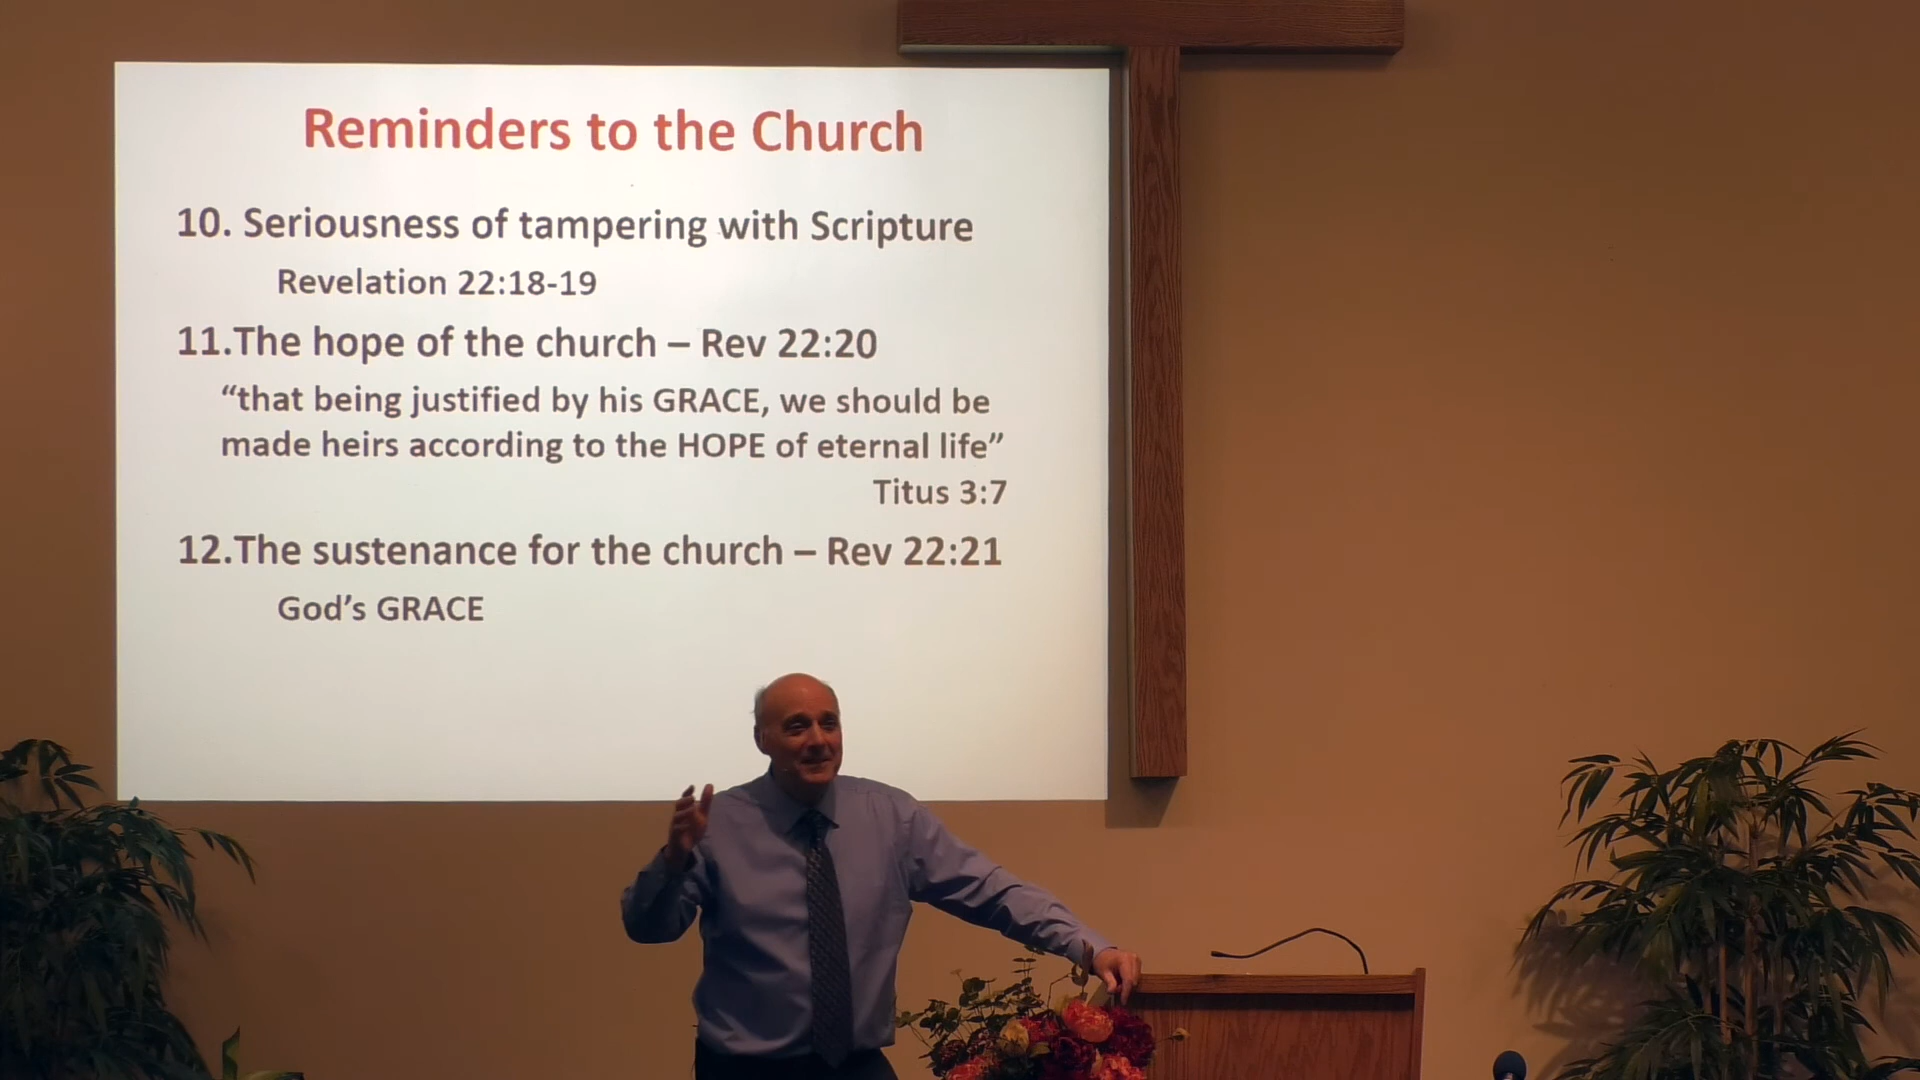 Reminders to the Church
10. Seriousness of tampering with Scripture
Revelation 22:18-19
11.The hope of the church – Rev 22:20
“that being justified by his GRACE, we should be
made heirs according to the HOPE of eternal life”
Titus 3:7
12.The sustenance for the church – Rev 22:21
God’s GRACE